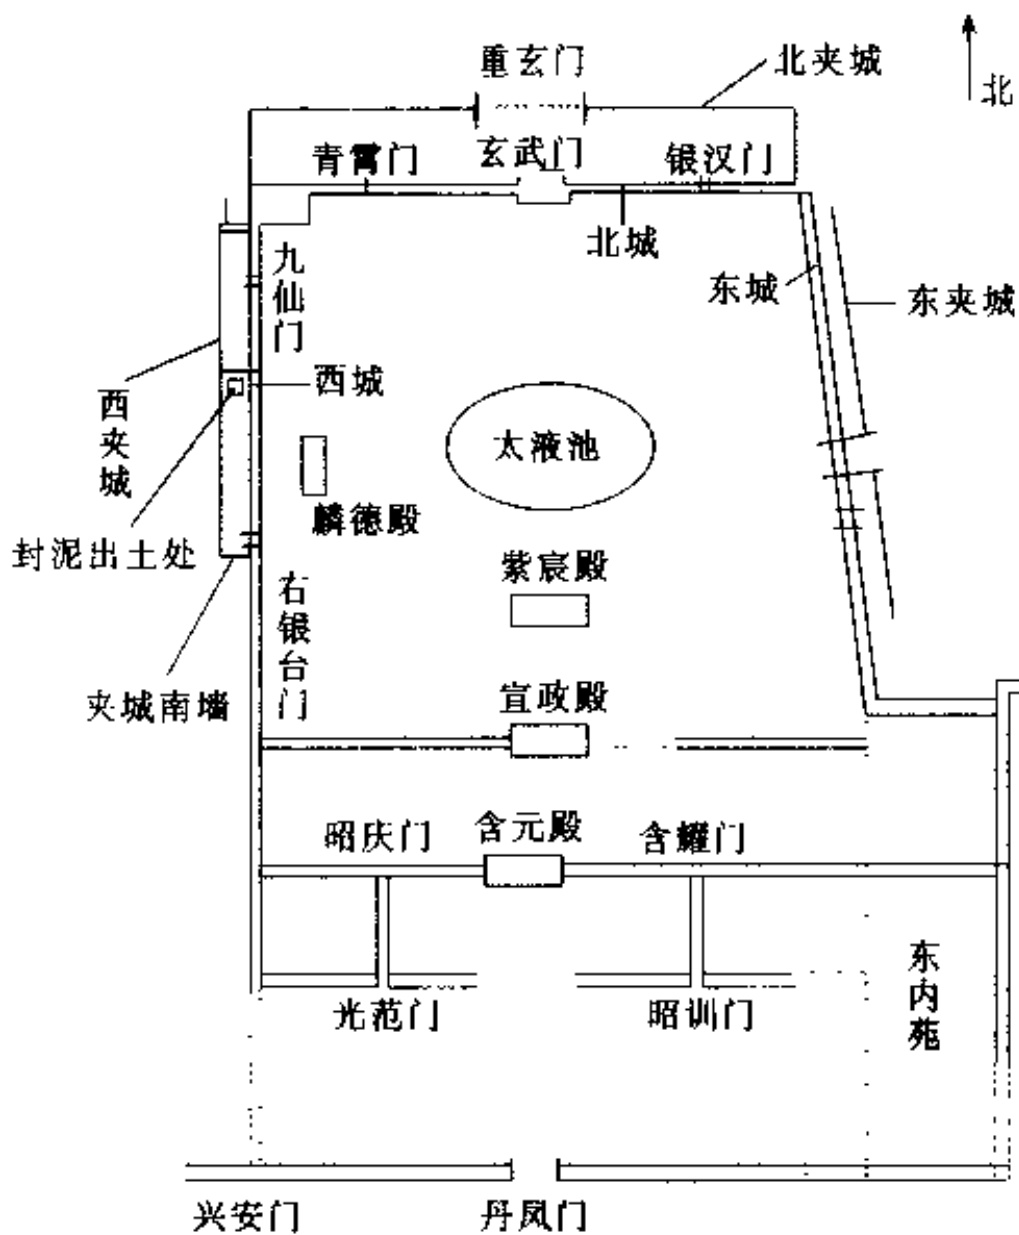 重玄门
北夹城
北
青霄门
玄武门
银汉门
北城
九仙门
东城
东夹城
西城
西夹城
太液池
麟德殿
封泥出土处
紫宸殿
右银台门
夹城南墙
宣政殿
昭庆门
含元殿
含耀门
东内苑
光范门
昭训门
兴安门
丹凤门